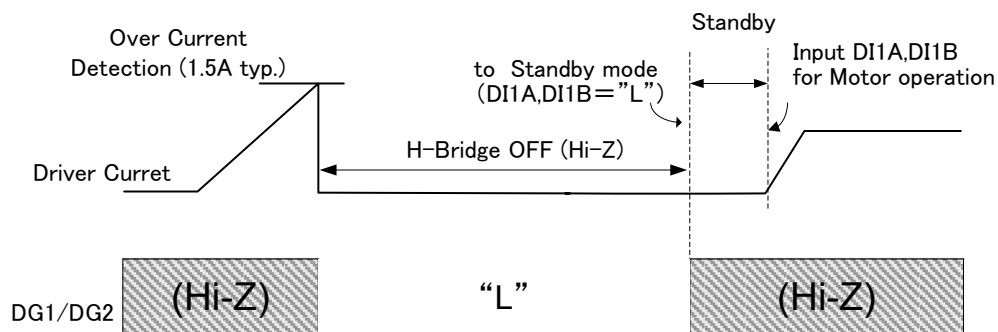 Over Current
Detection (1.5A typ.)
Driver Curret
to Standby mode
(DI1A,DI1B＝"L")
Standby
Input DI1A,DI1B
for Motor operation
H-Bridge OFF (Hi-Z)
DG1/DG2
(Hi-Z)
“L”
(Hi-Z)